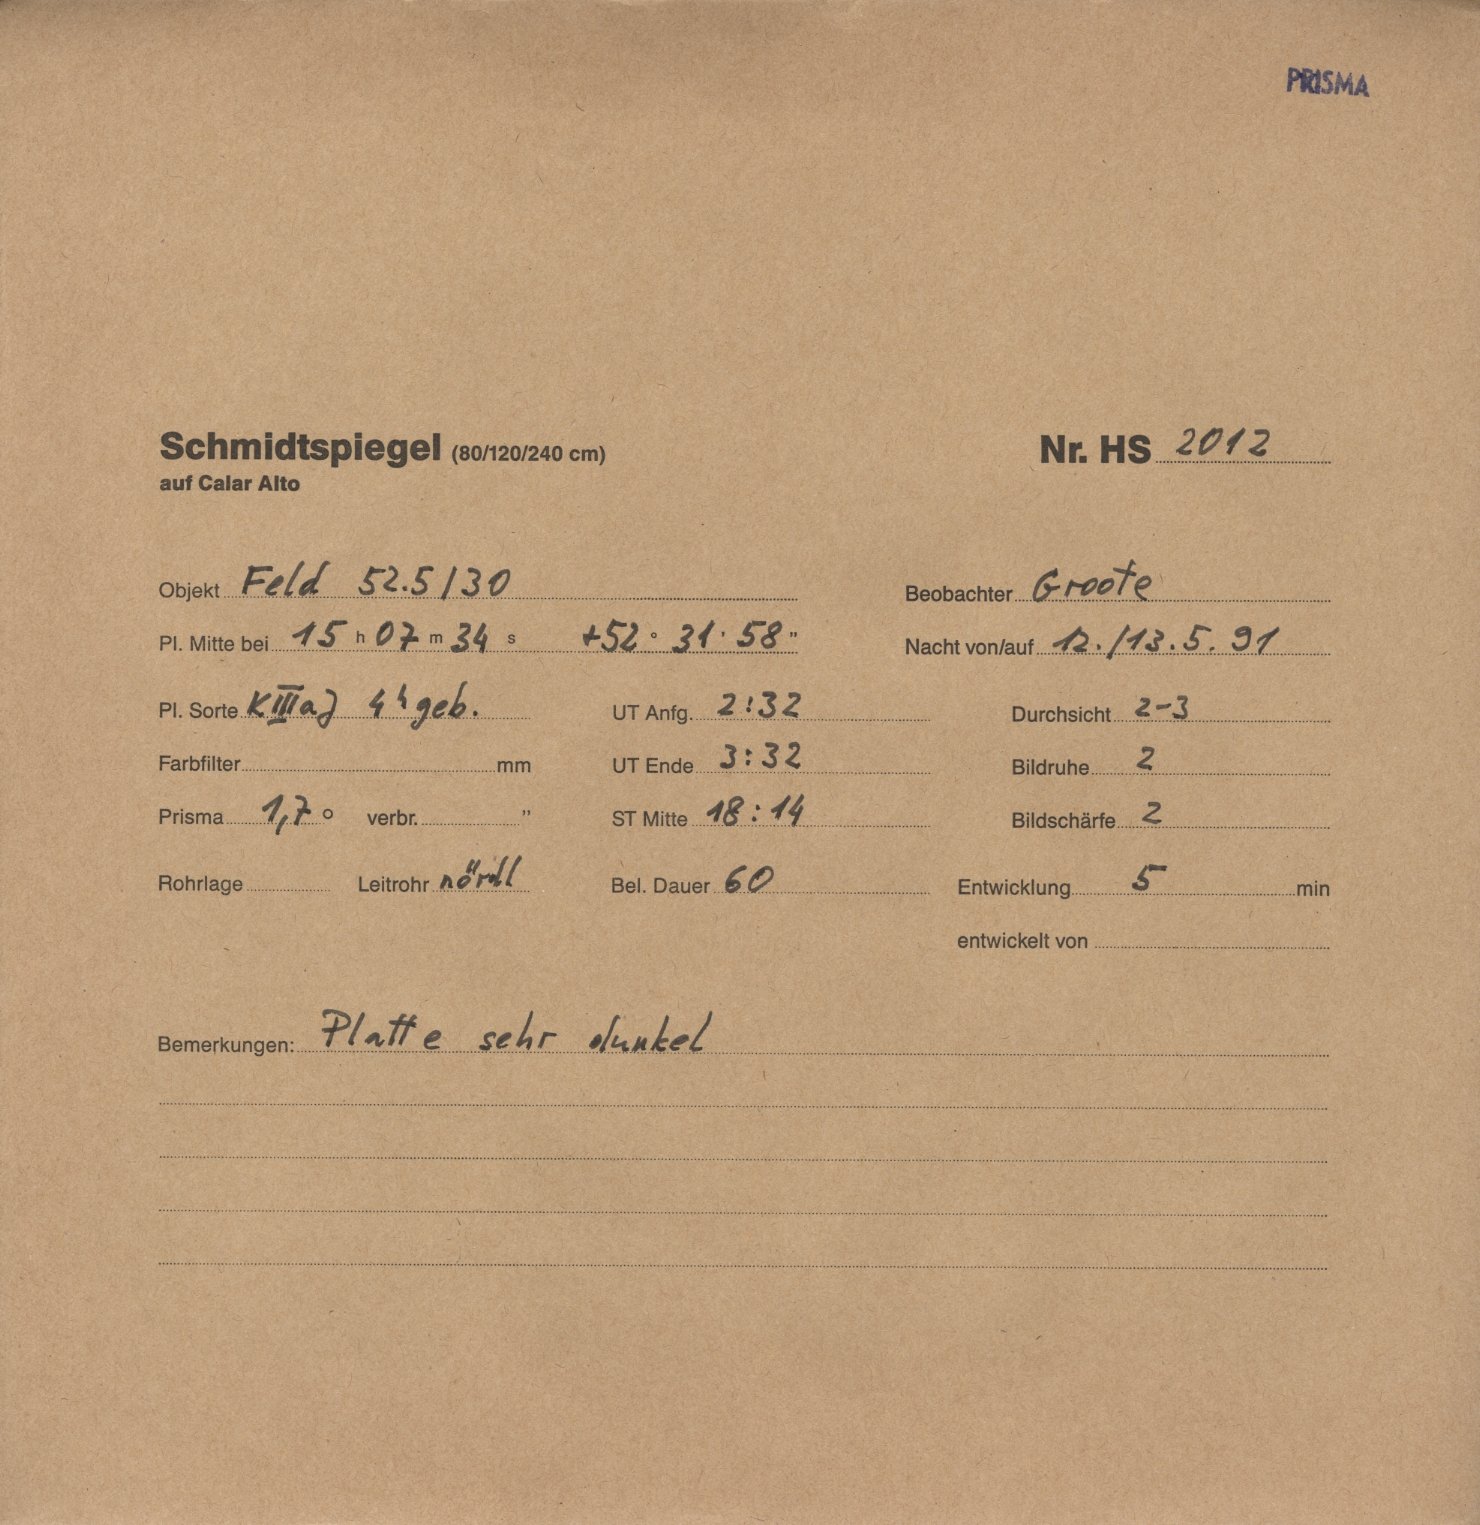 PRISMA
Schmidtspiegel (80/120/240 cm) Nr. HS 2012
auf Calar Alto
Objekt Feld 52.5/30 Beobachter Groote
Pl. Mitte bei 15 h 07 m 34 s +52 ° 31 ' 58 " Nacht von/auf 12./13.5.91
Pl. Sorte KIIIaJ 4h geb. UT Anfg. 2:32 Durchsicht 2-3
Farbfilter mm UT Ende 3:32 Bildruhe 2
Prisma 1,7° verbr. " ST Mitte 18:14 Bildschärfe 2
Rohrlage Leitrohr nördl Bel. Dauer 60 Entwicklung 5 min
entwickelt von
Bemerkungen: Platte sehr dunkel